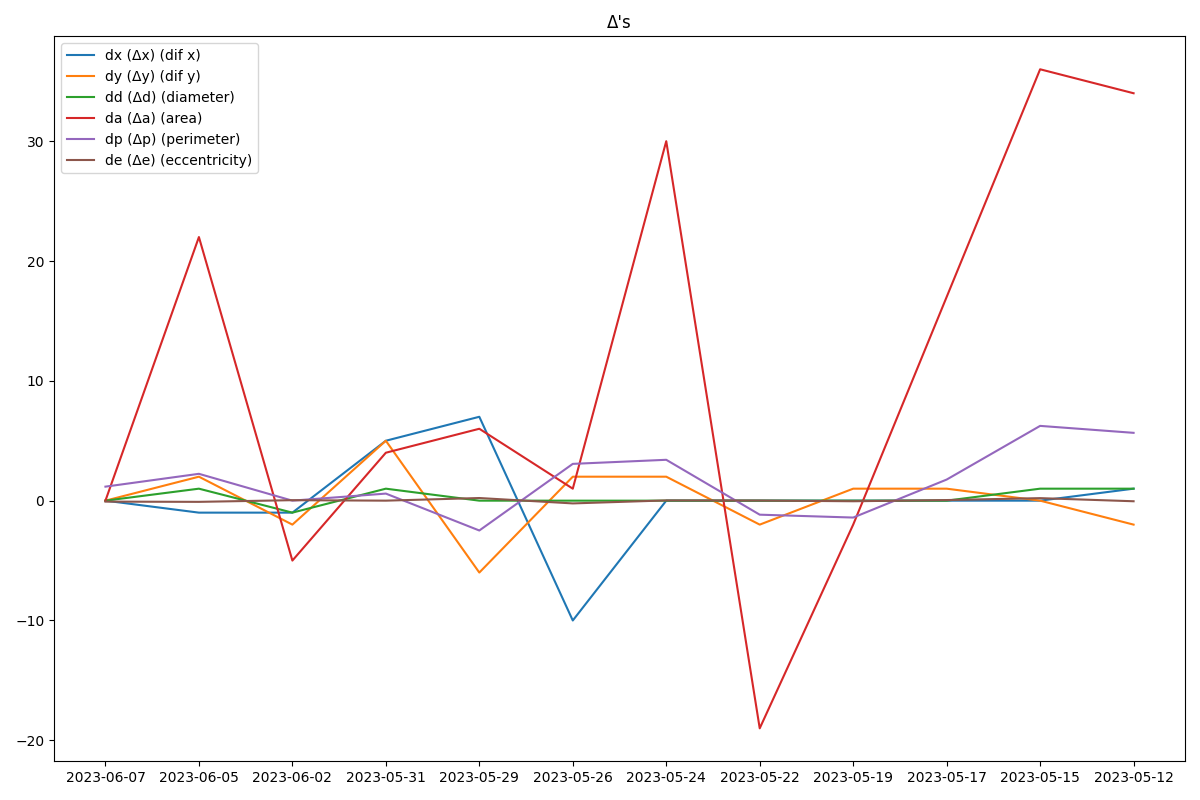 Δ's
dx (Δx) (dif x)
dy (Δy) (dif y)
dd (Δd) (diameter)
da (Δa) (area)
dp (Δp) (perimeter)
de (Δe) (eccentricity)
30
20
10
0
−10
−20
2023-06-07 2023-06-05 2023-06-02 2023-05-31 2023-05-29 2023-05-26 2023-05-24 2023-05-22 2023-05-19 2023-05-17 2023-05-15 2023-05-12